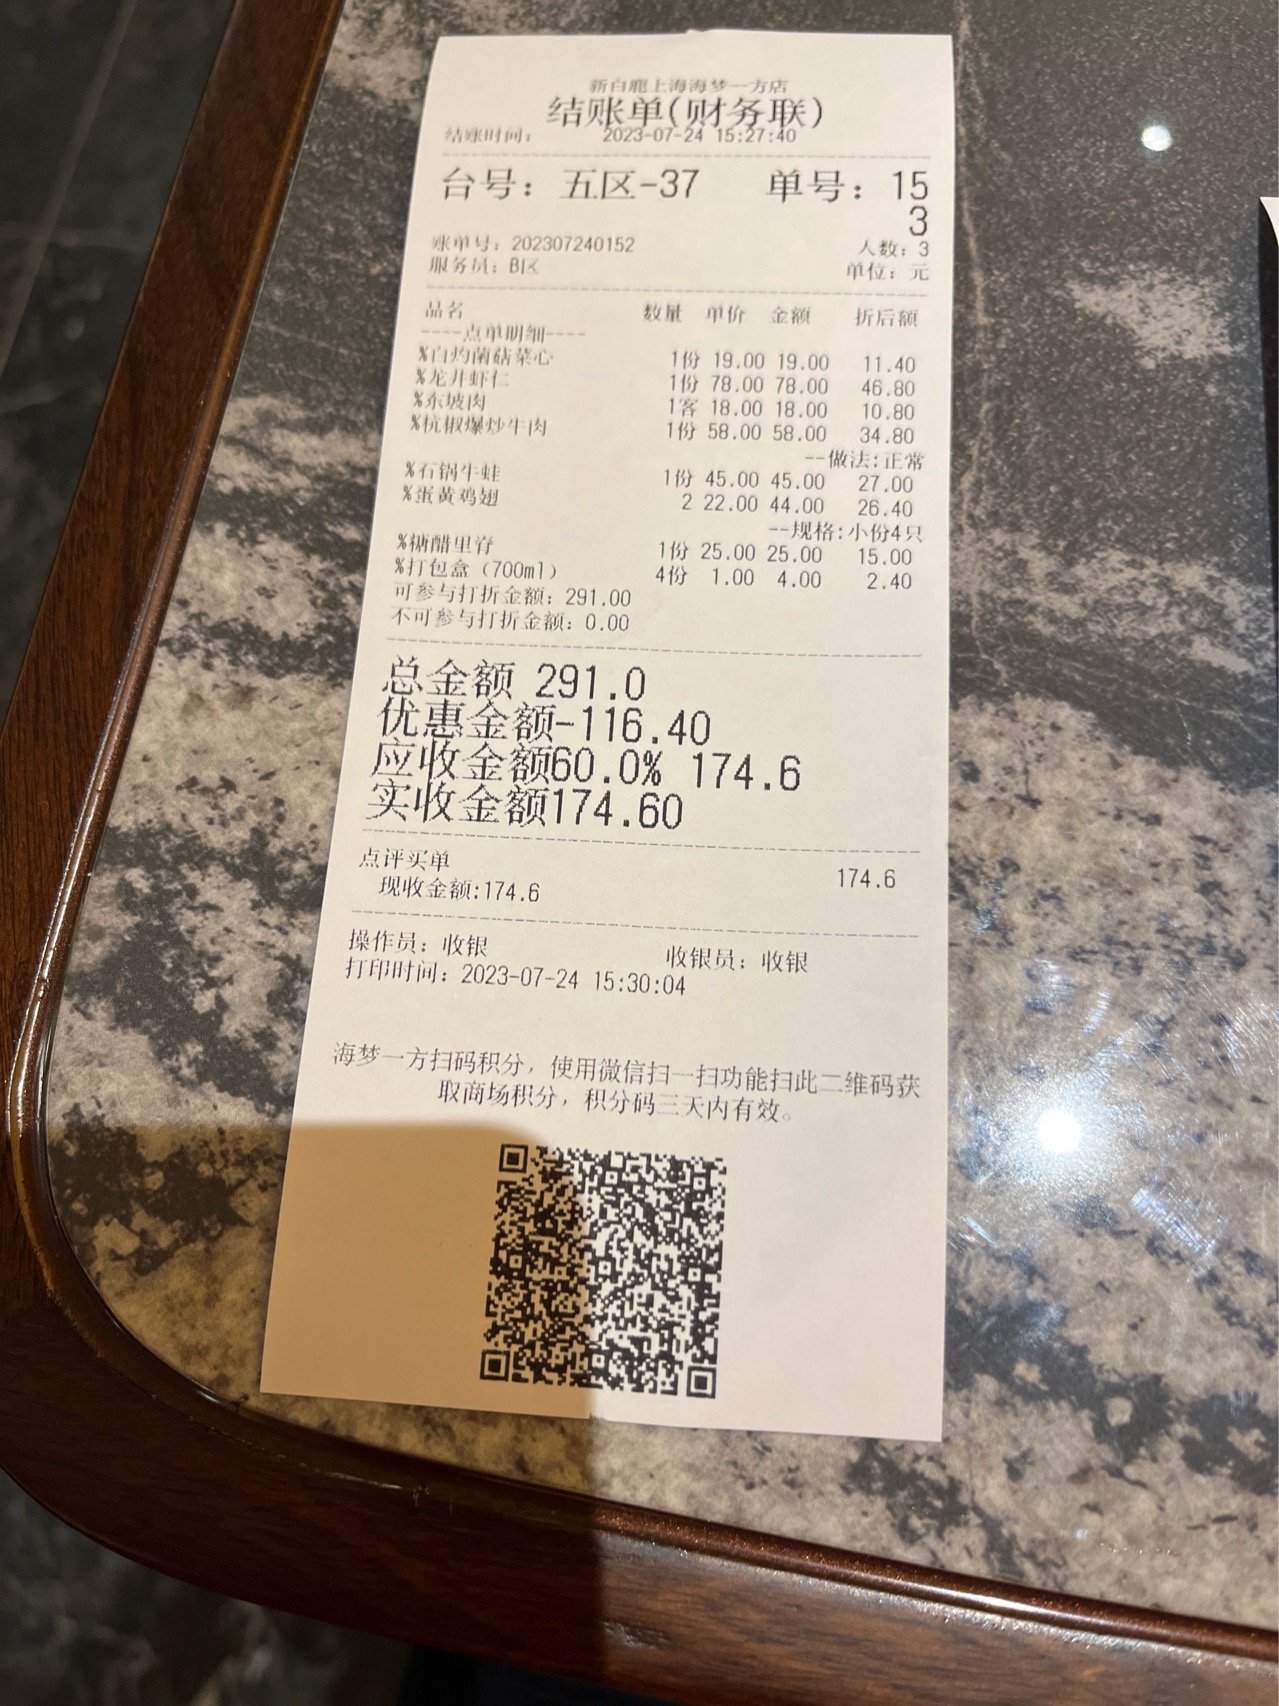 新白鹿上海海梦一方店
结账单(财务联)
结账时间: 2023-07-24 15:27:40
台号: 五区-37 单号: 15
3
账单号: 202307240152 人数: 3
服务员: B区 单位: 元
品名 数量 单价 金额 折后额
----点单明细----
%白灼菌菇菜心 1份 19.00 19.00 11.40
%龙井虾仁 1份 78.00 78.00 46.80
%东坡肉 1客 18.00 18.00 10.80
%杭椒爆炒牛肉 1份 58.00 58.00 34.80
--做法:正常
%石锅牛蛙 1份 45.00 45.00 27.00
%蛋黄鸡翅 2 22.00 44.00 26.40
--规格:小份4只
%糖醋里脊 1份 25.00 25.00 15.00
%打包盒（700ml） 4份 1.00 4.00 2.40
可参与打折金额: 291.00
不可参与打折金额: 0.00
总金额 291.0
优惠金额-116.40
应收金额60.0% 174.6
实收金额174.60
点评买单 174.6
现收金额:174.6
操作员: 收银 收银员: 收银
打印时间: 2023-07-24 15:30:04
海梦一方扫码积分，使用微信扫一扫功能扫此二维码获
取商场积分，积分码三天内有效。